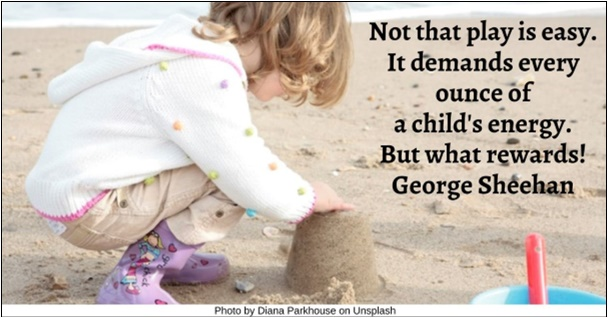 Not that play is easy.
It demands every
ounce of
a child's energy.
But what rewards!
George Sheehan
Photo by Diana Parkhouse on Unsplash